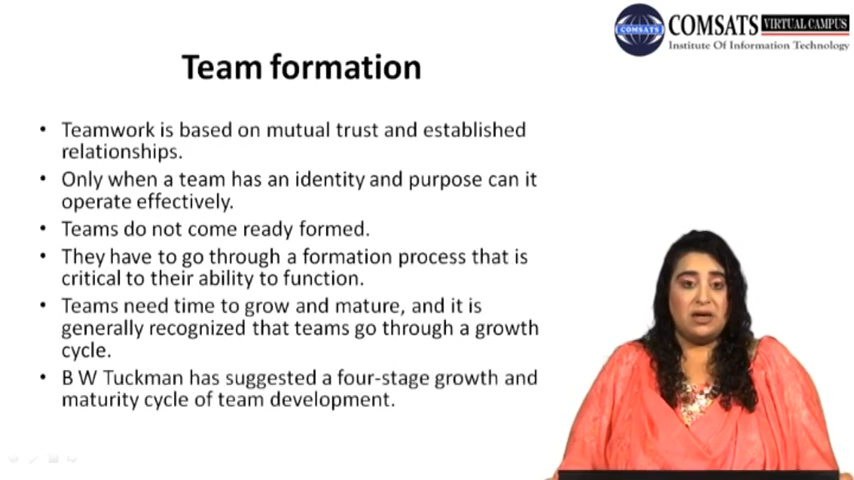 COMSATS
COMSATS VIRTUAL CAMPUS
Institute Of Information Technology
Team formation
• Teamwork is based on mutual trust and established
relationships.
• Only when a team has an identity and purpose can it
operate effectively.
• Teams do not come ready formed.
• They have to go through a formation process that is
critical to their ability to function.
• Teams need time to grow and mature, and it is
generally recognized that teams go through a growth
cycle.
• B W Tuckman has suggested a four-stage growth and
maturity cycle of team development.